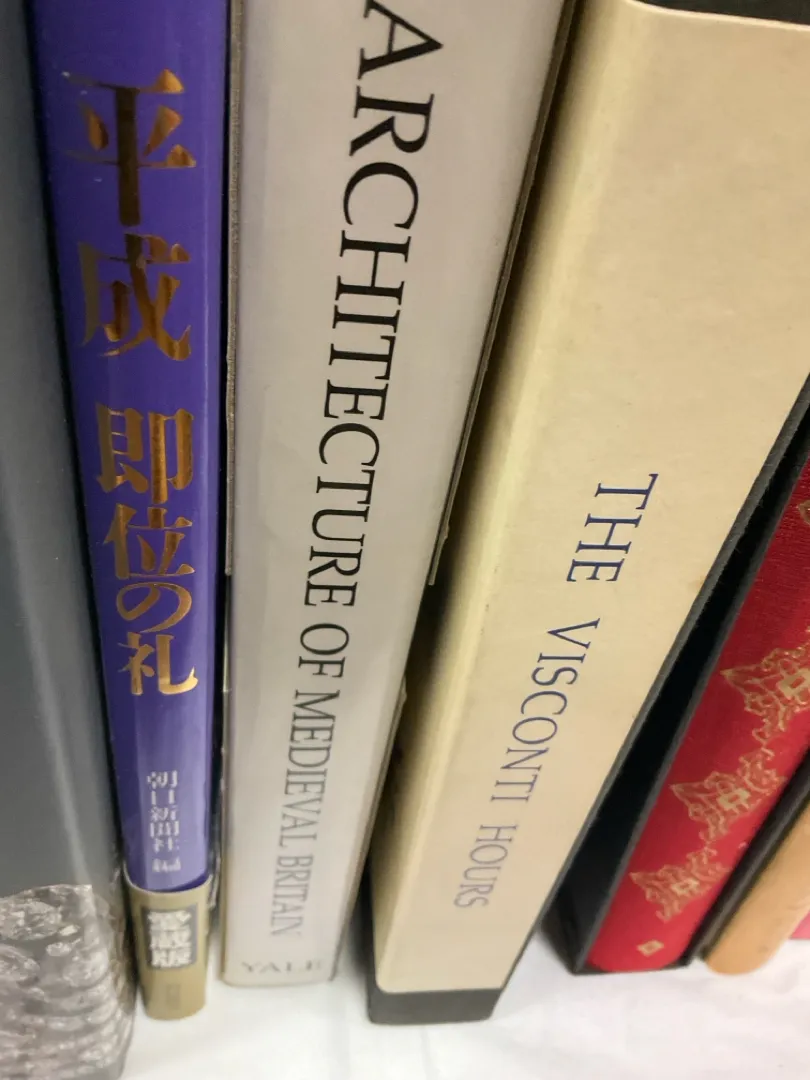 平成 即位の礼
朝日新聞社 編
愛蔵版
ARCHITECTURE OF MEDIEVAL BRITAIN
YALE
THE VISCONTI HOURS